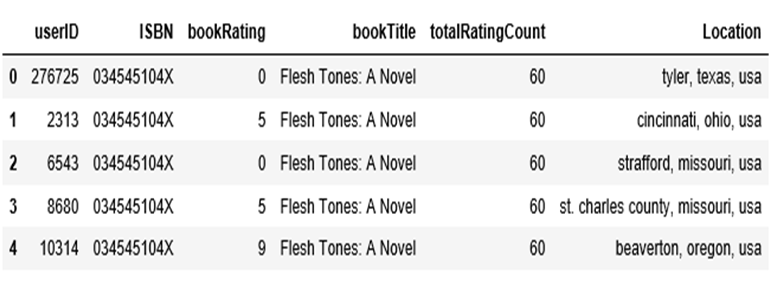 userID ISBN bookRating bookTitle totalRatingCount Location
0 276725 034545104X 0 Flesh Tones: A Novel 60 tyler, texas, usa
1 2313 034545104X 5 Flesh Tones: A Novel 60 cincinnati, ohio, usa
2 6543 034545104X 0 Flesh Tones: A Novel 60 strafford, missouri, usa
3 8680 034545104X 5 Flesh Tones: A Novel 60 st. charles county, missouri, usa
4 10314 034545104X 9 Flesh Tones: A Novel 60 beaverton, oregon, usa